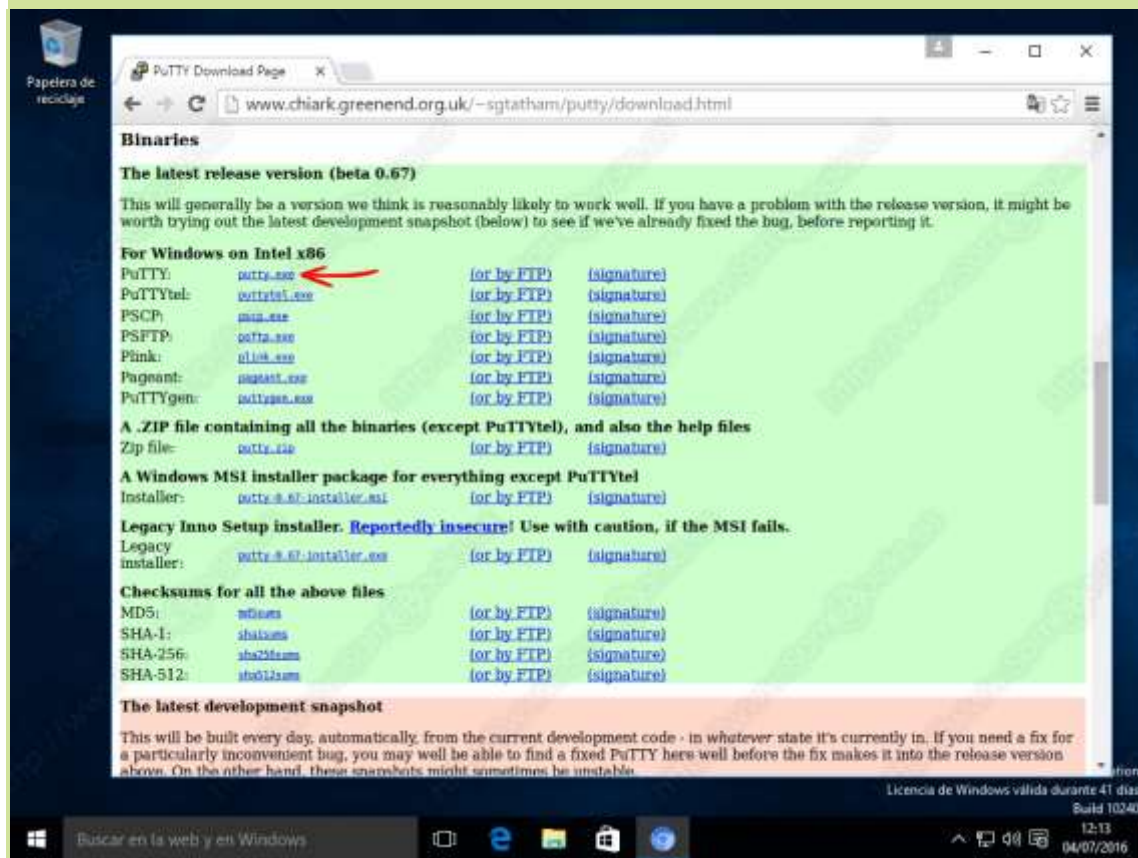 Papelera de
reciclaje
PuTTY Download Page
www.chiark.greenend.org.uk/~sgtatham/putty/download.html
Binaries
The latest release version (beta 0.67)
This will generally be a version we think is reasonably likely to work well. If you have a problem with the release version, it might be
worth trying out the latest development snapshot (below) to see if we've already fixed the bug, before reporting it.
For Windows on Intel x86
PuTTY: putty.exe (or by FTP) (signature)
PuTTYtel: puttytel.exe (or by FTP) (signature)
PSCP: pscp.exe (or by FTP) (signature)
PSFTP: psftp.exe (or by FTP) (signature)
Plink: plink.exe (or by FTP) (signature)
Pageant: pageant.exe (or by FTP) (signature)
PuTTYgen: puttygen.exe (or by FTP) (signature)
A .ZIP file containing all the binaries (except PuTTYtel), and also the help files
Zip file: putty.zip (or by FTP) (signature)
A Windows MSI installer package for everything except PuTTYtel
Installer: putty-0.67-installer.msi (or by FTP) (signature)
Legacy Inno Setup installer. Reportedly insecure! Use with caution, if the MSI fails.
Legacy
installer: putty-0.67-installer.exe (or by FTP) (signature)
Checksums for all the above files
MD5: md5sums (or by FTP) (signature)
SHA-1: sha1sums (or by FTP) (signature)
SHA-256: sha256sums (or by FTP) (signature)
SHA-512: sha512sums (or by FTP) (signature)
The latest development snapshot
This will be built every day, automatically, from the current development code - in whatever state it's currently in. If you need a fix for
a particularly inconvenient bug, you may well be able to find a fixed PuTTY here well before the fix makes it into the release version
above. On the other hand, these snapshots might sometimes be unstable.
Licencia de Windows válida durante 41 días
Build 10240
Buscar en la web y en Windows
12:13
04/07/2016